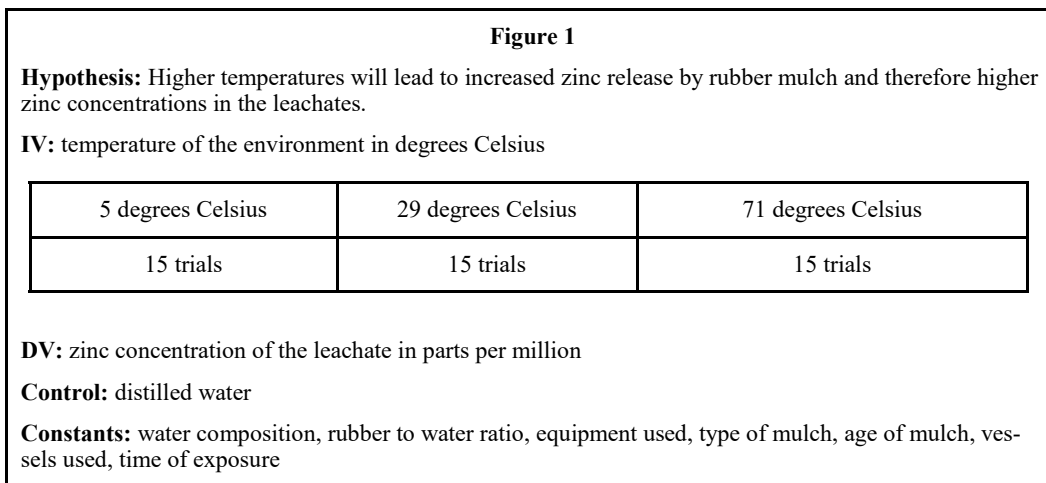 Figure 1
Hypothesis: Higher temperatures will lead to increased zinc release by rubber mulch and therefore higher
zinc concentrations in the leachates.
IV: temperature of the environment in degrees Celsius
5 degrees Celsius 29 degrees Celsius 71 degrees Celsius
15 trials 15 trials 15 trials
DV: zinc concentration of the leachate in parts per million
Control: distilled water
Constants: water composition, rubber to water ratio, equipment used, type of mulch, age of mulch, ves-
sels used, time of exposure